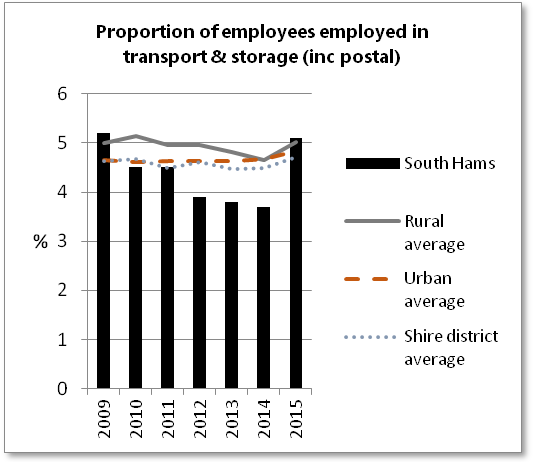 Proportion of employees employed in
transport & storage (inc postal)
6
5
4
3
2
1
0
%
2009
2010
2011
2012
2013
2014
2015
South Hams
Rural
average
Urban
average
Shire district
average